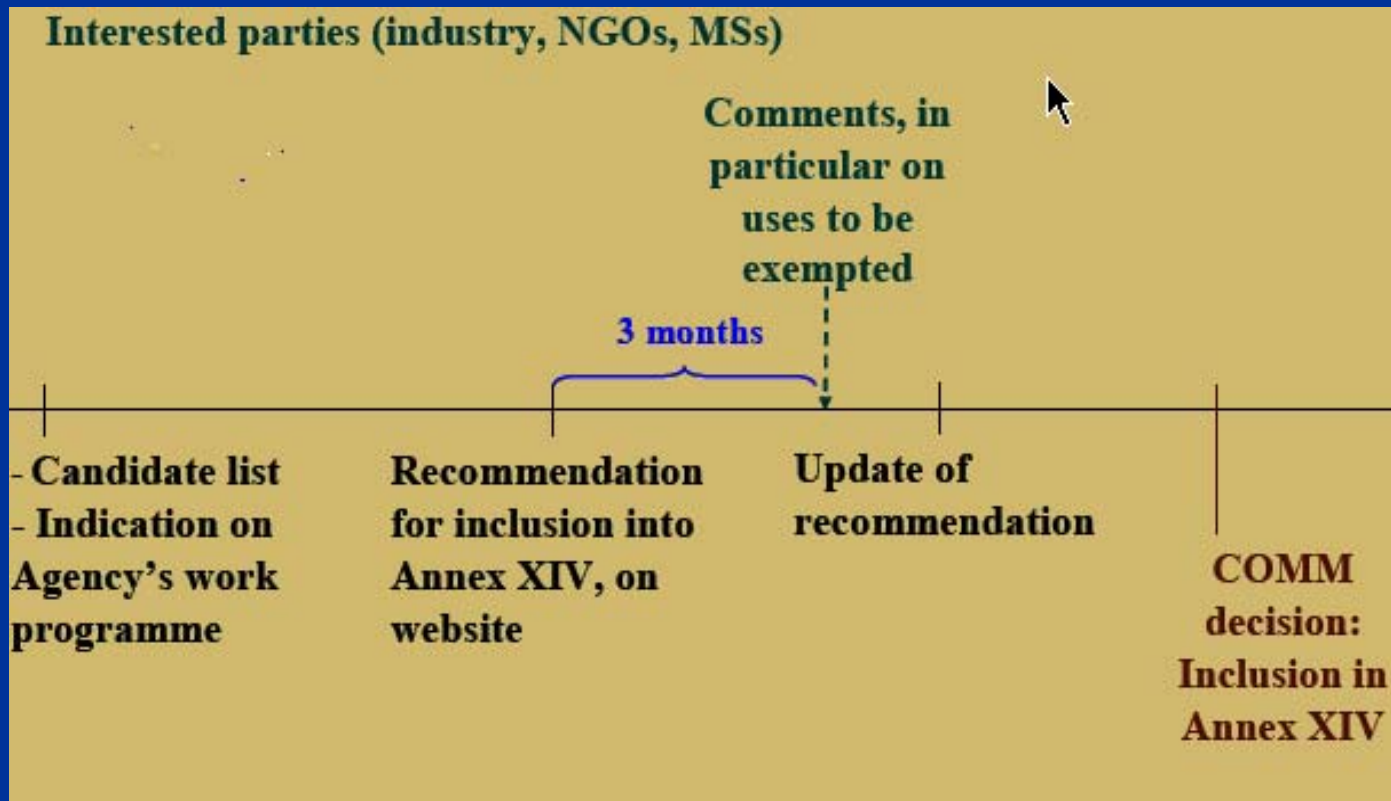 Interested parties (industry, NGOs, MSs)
Comments, in
particular on
uses to be
exempted
3 months
- Candidate list
- Indication on
Agency's work
programme
Recommendation
for inclusion into
Annex XIV, on
website
Update of
recommendation
COMM
decision:
Inclusion in
Annex XIV